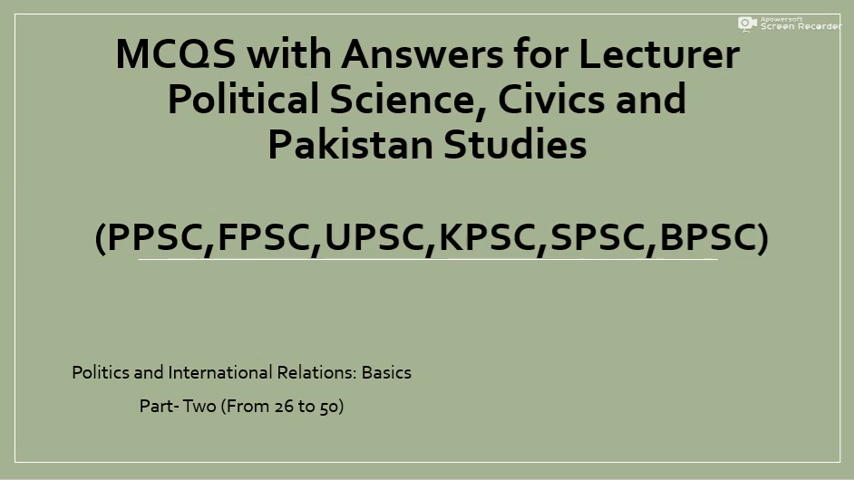 Apowersoft
Screen Recorder
MCQS with Answers for Lecturer
Political Science, Civics and
Pakistan Studies
(PPSC,FPSC,UPSC,KPSC,SPSC,BPSC)
Politics and International Relations: Basics
Part- Two (From 26 to 50)